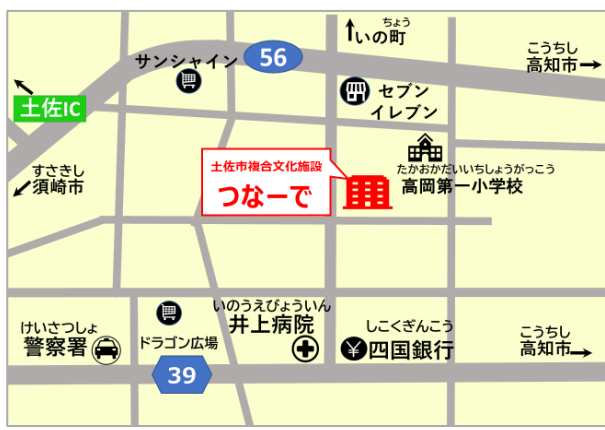 ちょう
いの町
サンシャイン
56
こうちし
高知市
土佐IC
セブン
イレブン
土佐市複合文化施設
つなーで
たかおかだいいちしょうがっこう
高岡第一小学校
すさきし
須崎市
いのうえびょういん
井上病院
けいさつしょ
警察署
ドラゴン広場
しこくぎんこう
四国銀行
¥
こうちし
高知市
39